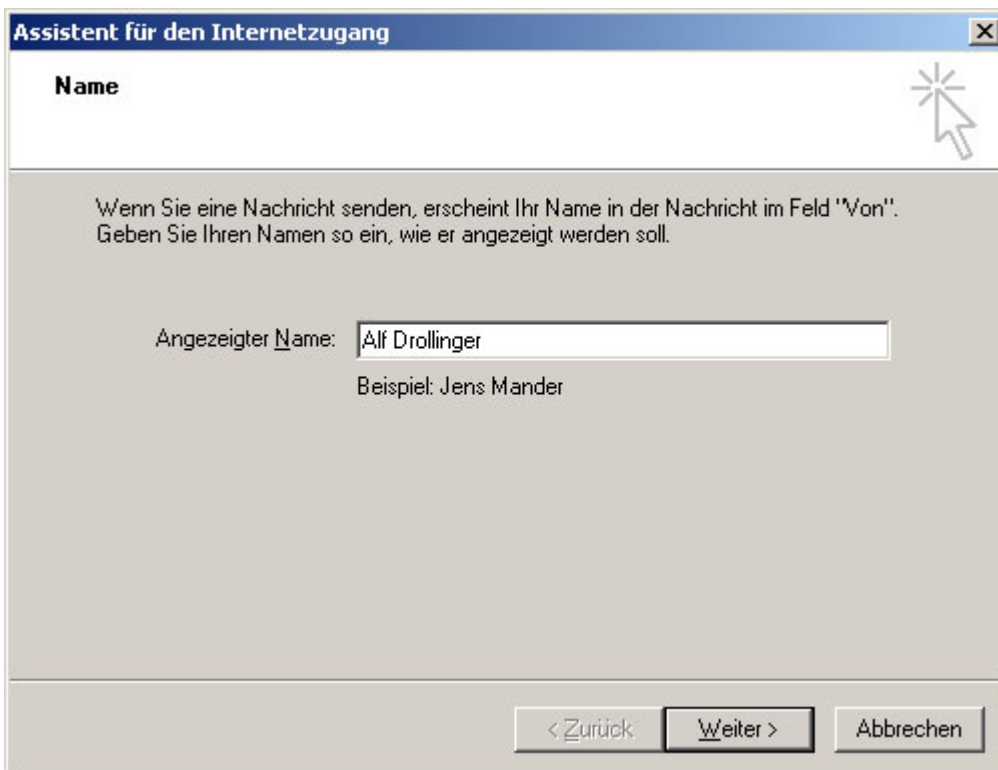 Assistent für den Internetzugang
Name
Wenn Sie eine Nachricht senden, erscheint Ihr Name in der Nachricht im Feld "Von".
Geben Sie Ihren Namen so ein, wie er angezeigt werden soll.
Angezeigter Name: Alf Drollinger
Beispiel: Jens Mander
< Zurück Weiter > Abbrechen